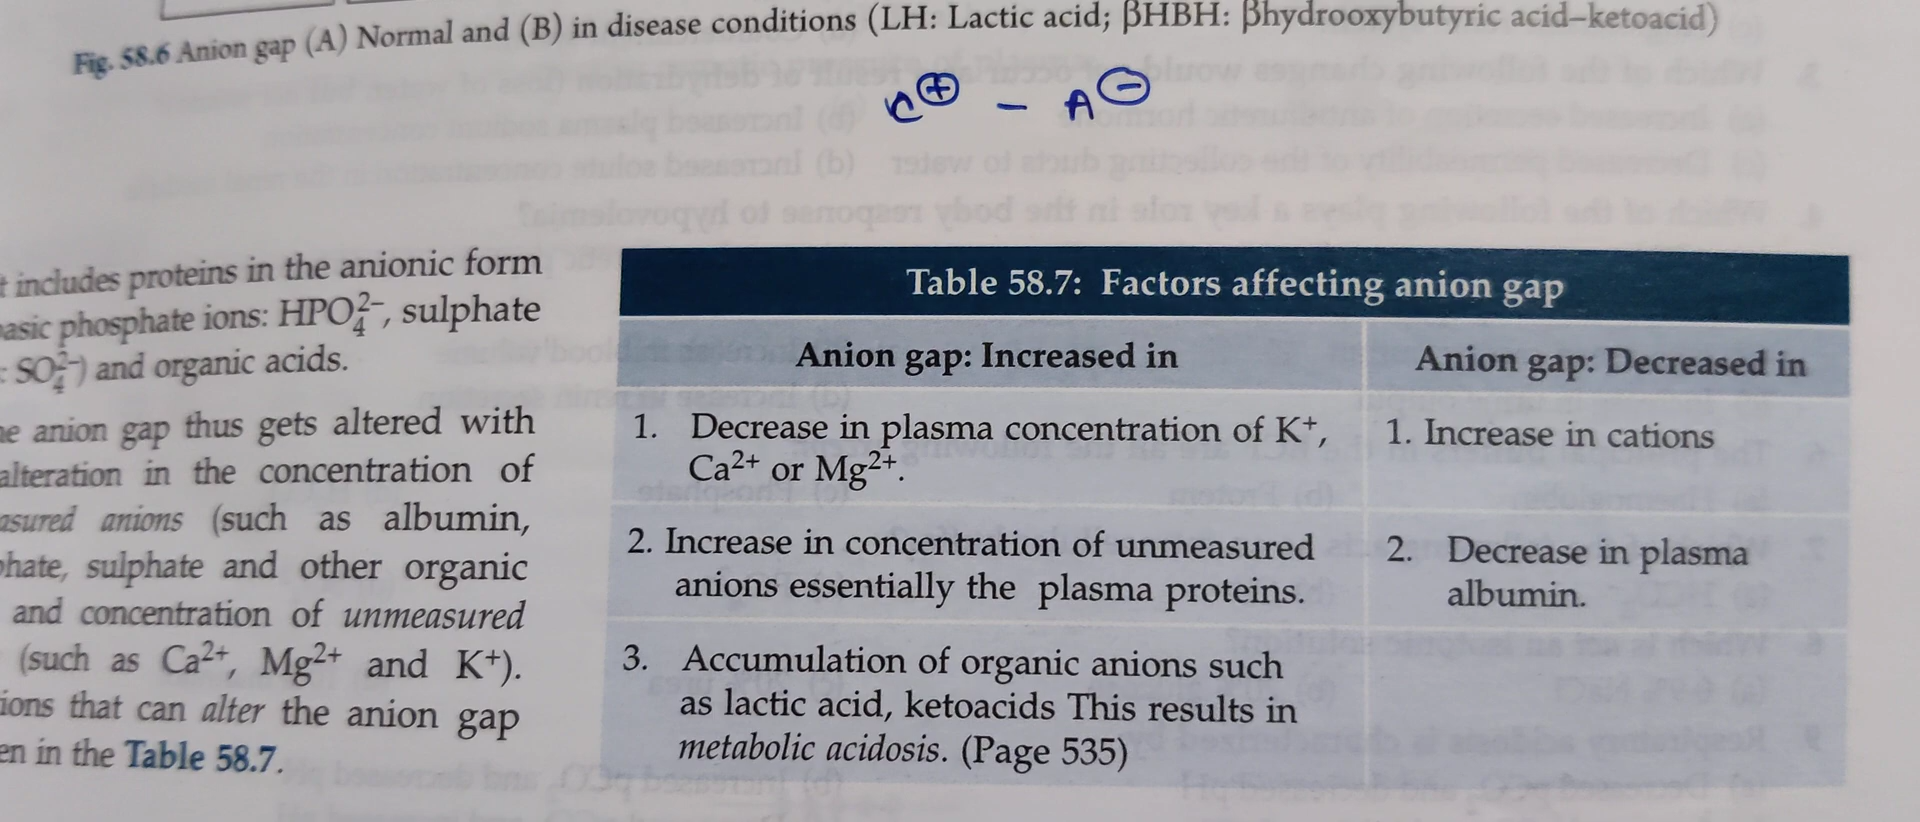 Fig. 58.6 Anion gap (A) Normal and (B) in disease conditions (LH: Lactic acid; βHBH: βhydrooxybutyric acid–ketoacid)
C⊕ – A⊖
includes proteins in the anionic form
phosphate ions: HPO₄²⁻, sulphate
SO₄²⁻) and organic acids.
anion gap thus gets altered with
alteration in the concentration of
anions (such as albumin,
sulphate and other organic
and concentration of unmeasured
(such as Ca²⁺, Mg²⁺ and K⁺).
that can alter the anion gap
in the Table 58.7.
Table 58.7: Factors affecting anion gap
Anion gap: Increased in
Anion gap: Decreased in
1. Decrease in plasma concentration of K⁺,
Ca²⁺ or Mg²⁺.
1. Increase in cations
2. Increase in concentration of unmeasured
anions essentially the plasma proteins.
2. Decrease in plasma
albumin.
3. Accumulation of organic anions such
as lactic acid, ketoacids This results in
metabolic acidosis. (Page 535)